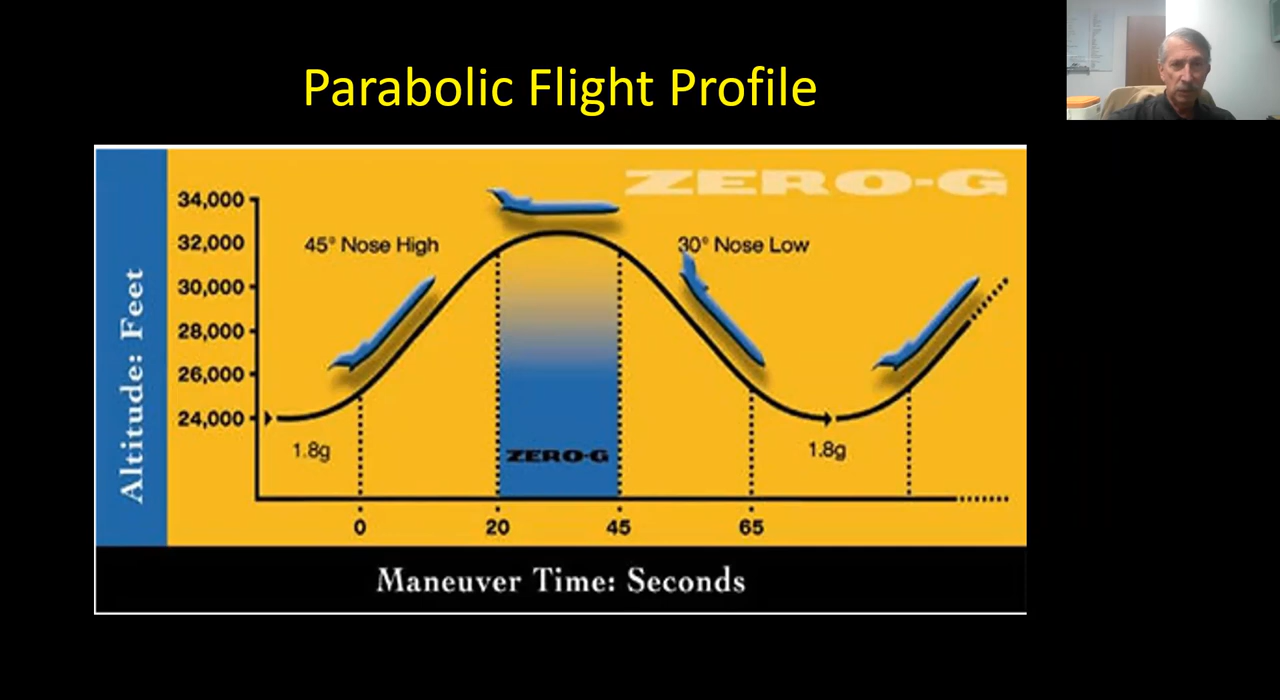 Parabolic Flight Profile
ZERO-G
34,000
45° Nose High
30° Nose Low
32,000
30,000
28,000
26,000
24,000
1.8g
1.8g
ZERO-G
0
20
45
65
Altitude: Feet
Maneuver Time: Seconds